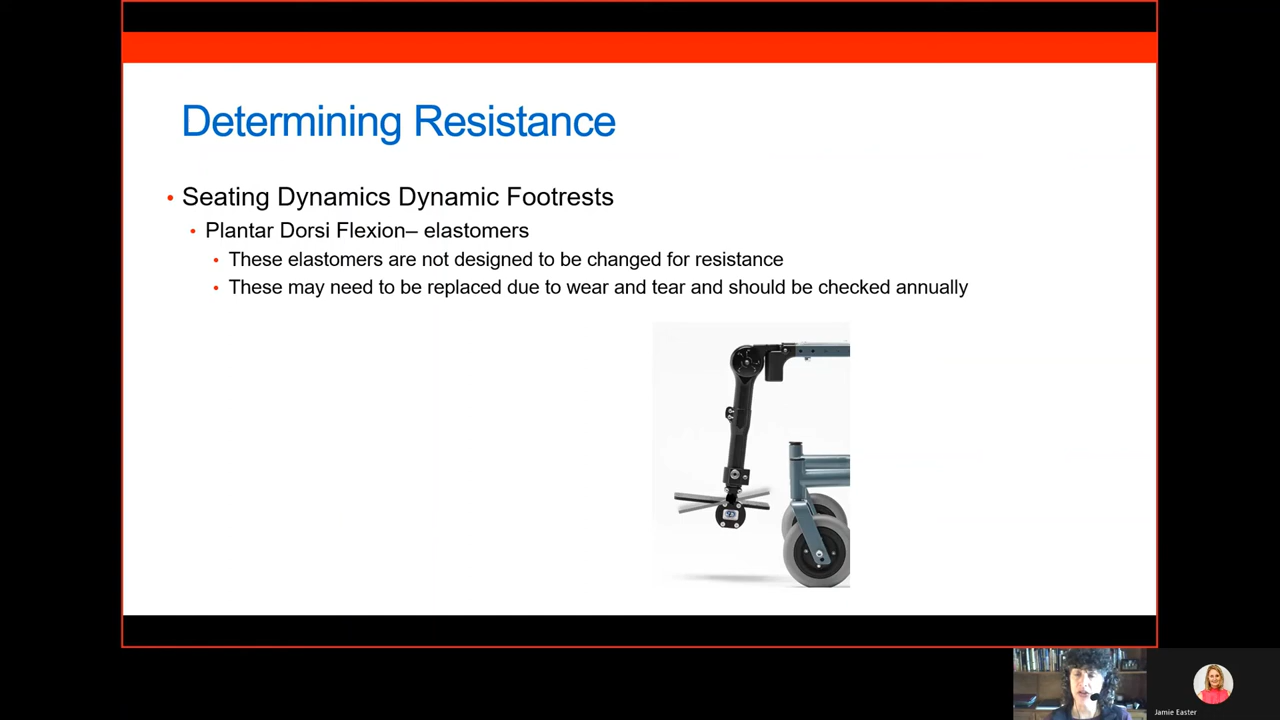 Determining Resistance
• Seating Dynamics Dynamic Footrests
• Plantar Dorsi Flexion– elastomers
• These elastomers are not designed to be changed for resistance
• These may need to be replaced due to wear and tear and should be checked annually
Jamie Easter